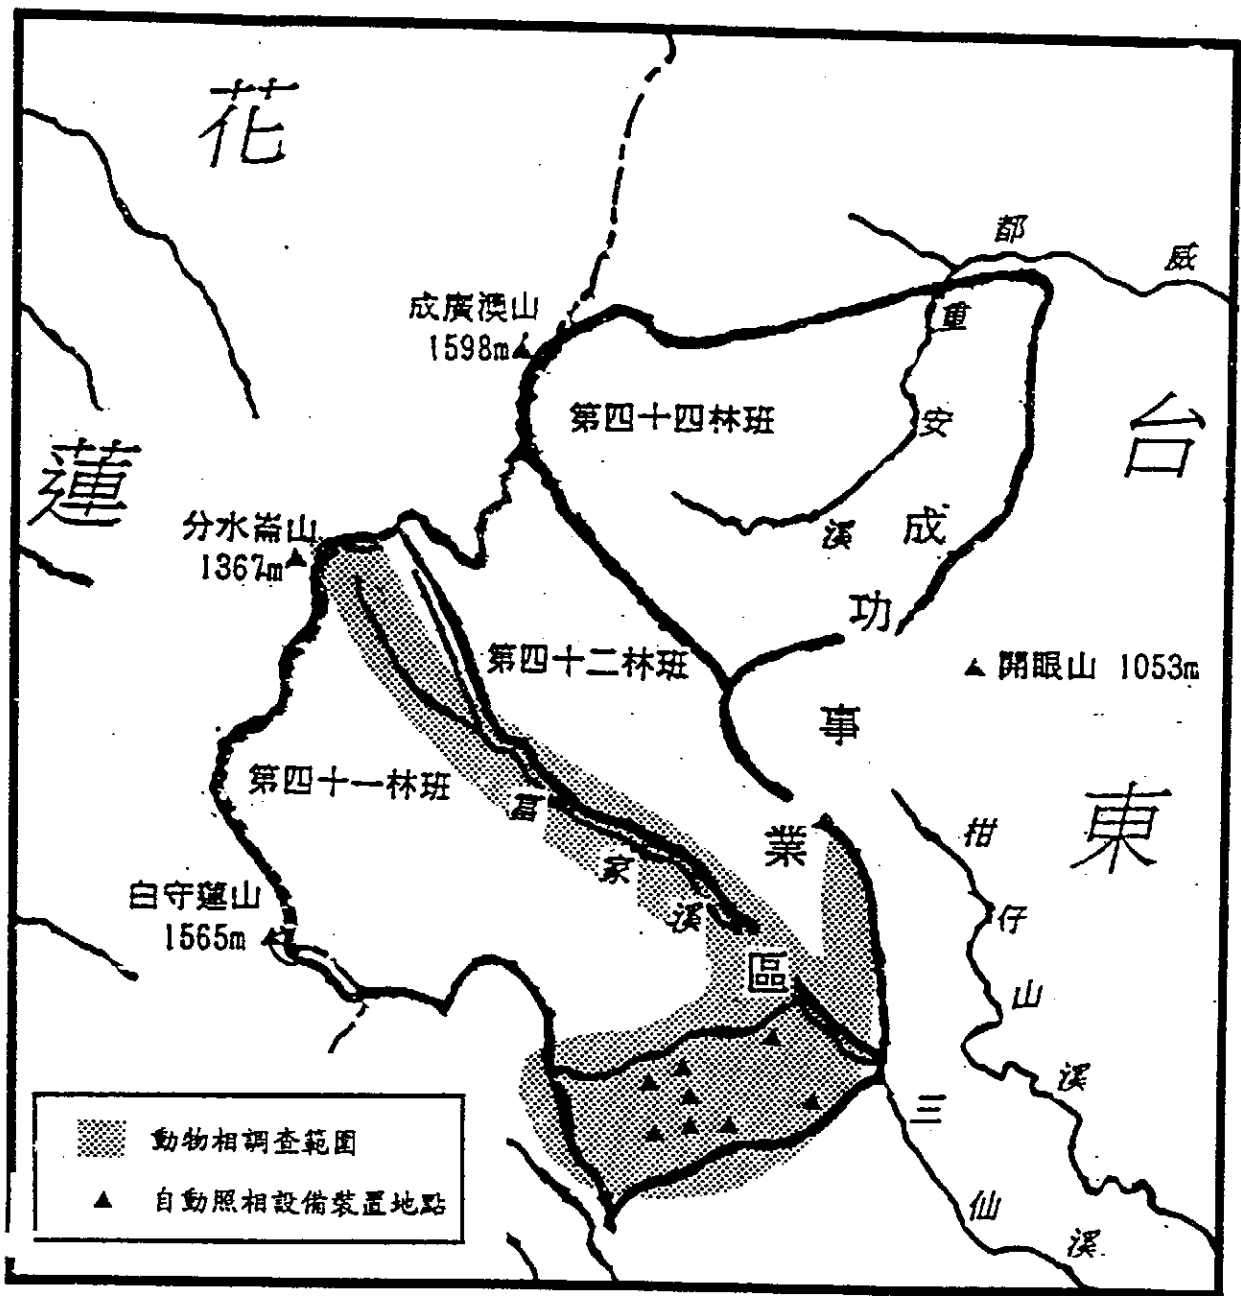 花
蓮
台
東
都
威
重
安
溪
成廣澳山
1598m
第四十四林班
分水崙山
1367m
第四十二林班
開眼山 1053m
第四十一林班
成
功
事
業
區
富
家
溪
白守蓮山
1565m
柑
仔
山
溪
三
仙
溪
動物相調查範圍
自動照相設備裝置地點